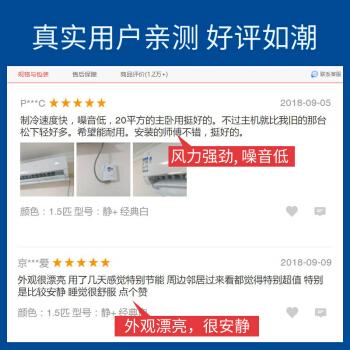 真实用户亲测 好评如潮
规格与包装 售后保障 商品评价(1.2万+) 联系客服
P***C 2018-09-05
制冷速度快，噪音低，20平方的主卧用挺好的。不过主机就比我旧的那台
松下轻好多。希望能耐用。安装的师傅不错，挺好的。
风力强劲, 噪音低
颜色：1.5匹 型号：静+ 经典白
京***爱 2018-09-09
外观很漂亮 用了几天感觉特别节能 周边邻居过来看都觉得特别超值 特别
是比较安静 睡觉很舒服 点个赞
颜色：1.5匹 型号：静+ 经典
外观漂亮，很安静